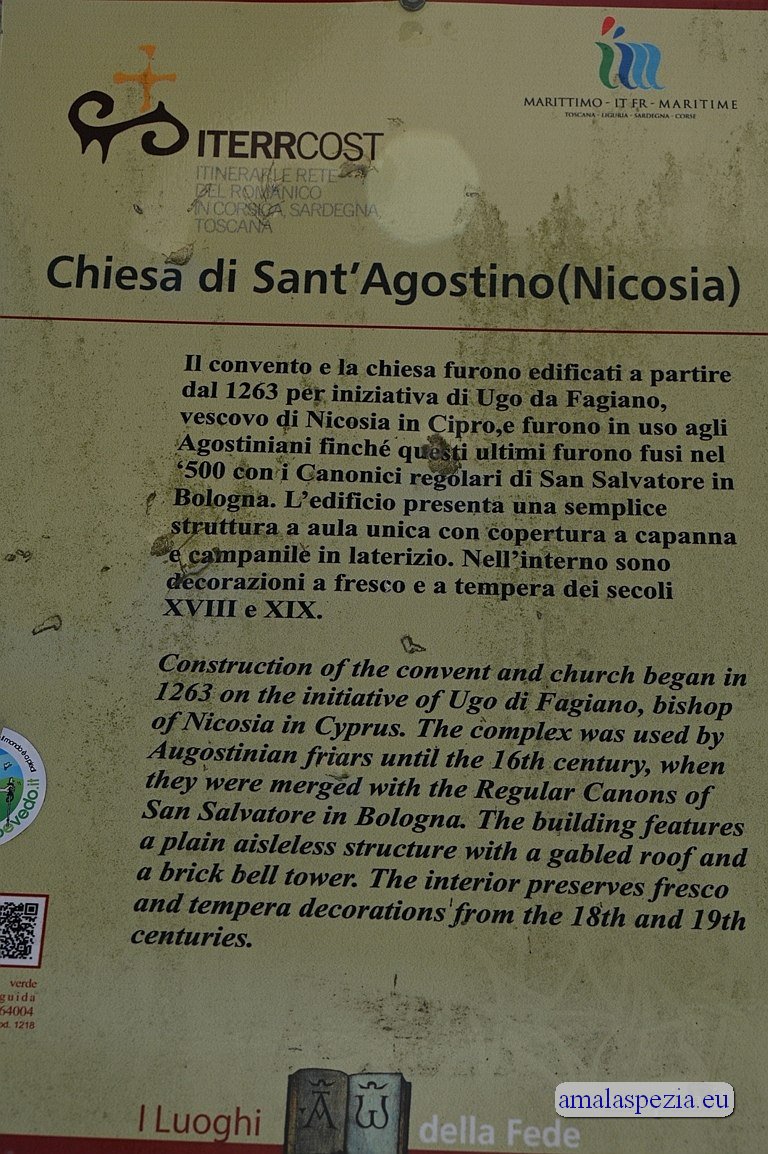 ITERRCOST
ITINERARI E RETE
DEL ROMANICO
IN CORSICA, SARDEGNA,
TOSCANA
MARITTIMO - IT FR - MARITIME
TOSCANA - LIGURIA - SARDEGNA - CORSE
Chiesa di Sant'Agostino(Nicosia)
Il convento e la chiesa furono edificati a partire
dal 1263 per iniziativa di Ugo da Fagiano,
vescovo di Nicosia in Cipro,e furono in uso agli
Agostiniani finché questi ultimi furono fusi nel
‘500 con i Canonici regolari di San Salvatore in
Bologna. L'edificio presenta una semplice
struttura a aula unica con copertura a capanna
e campanile in laterizio. Nell'interno sono
decorazioni a fresco e a tempera dei secoli
XVIII e XIX.
Construction of the convent and church began in
1263 on the initiative of Ugo di Fagiano, bishop
of Nicosia in Cyprus. The complex was used by
Augostinian friars until the 16th century, when
they were merged with the Regular Canons of
San Salvatore in Bologna. The building features
a plain aisleless structure with a gabled roof and
a brick bell tower. The interior preserves fresco
and tempera decorations from the 18th and 19th
centuries.
vedo.it
verde
guida
64004
1218
I Luoghi della Fede
amalaspezia.eu